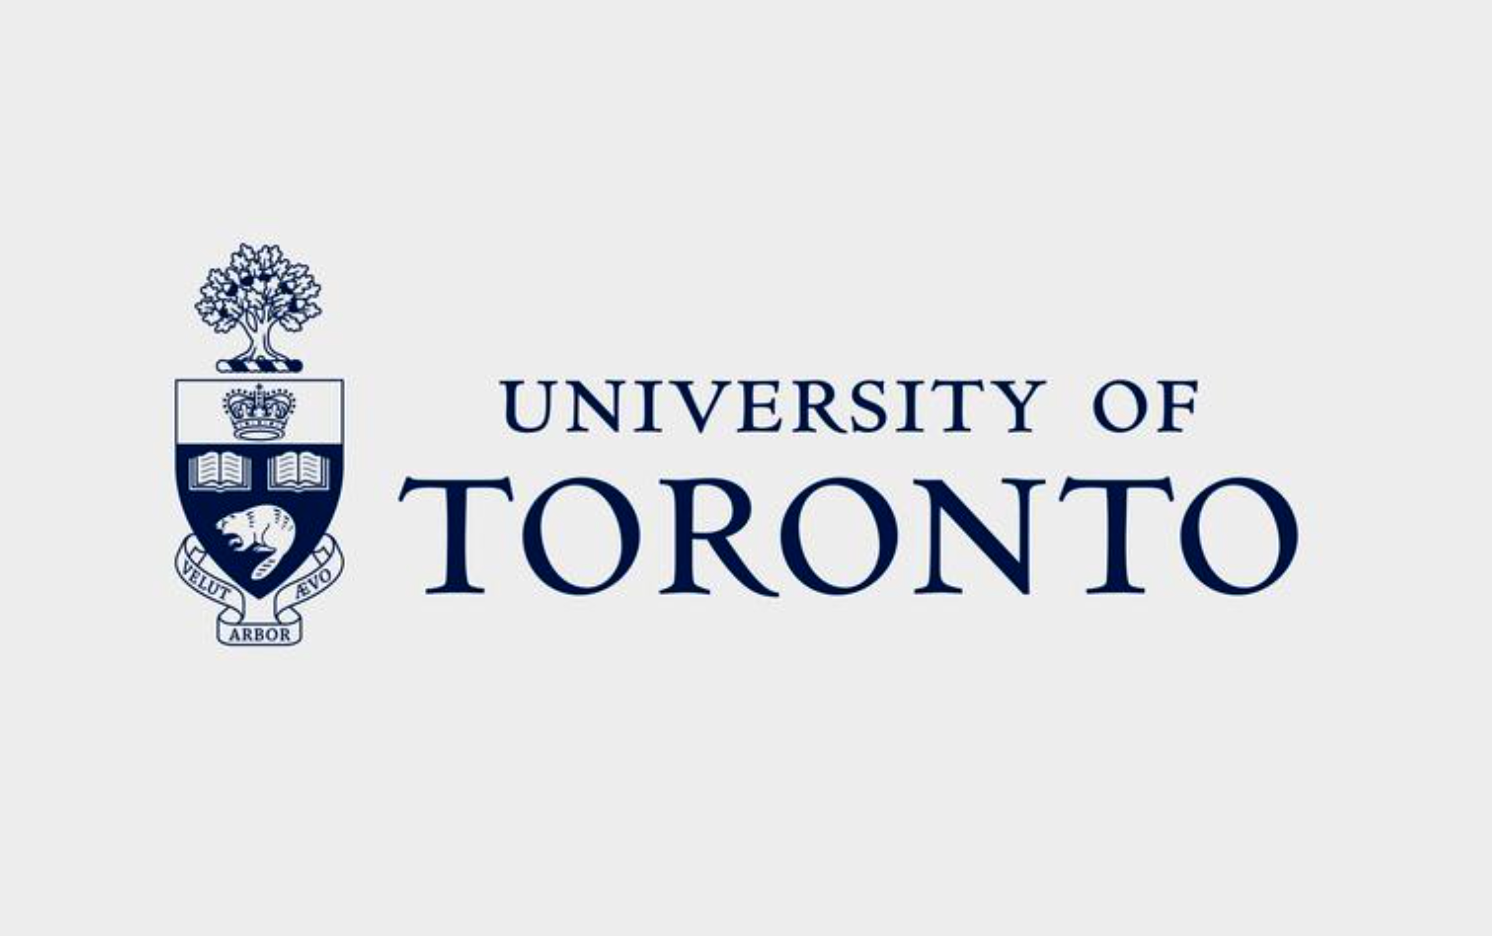 UNIVERSITY OF
TORONTO
VELUT
ARBOR
ÆVO